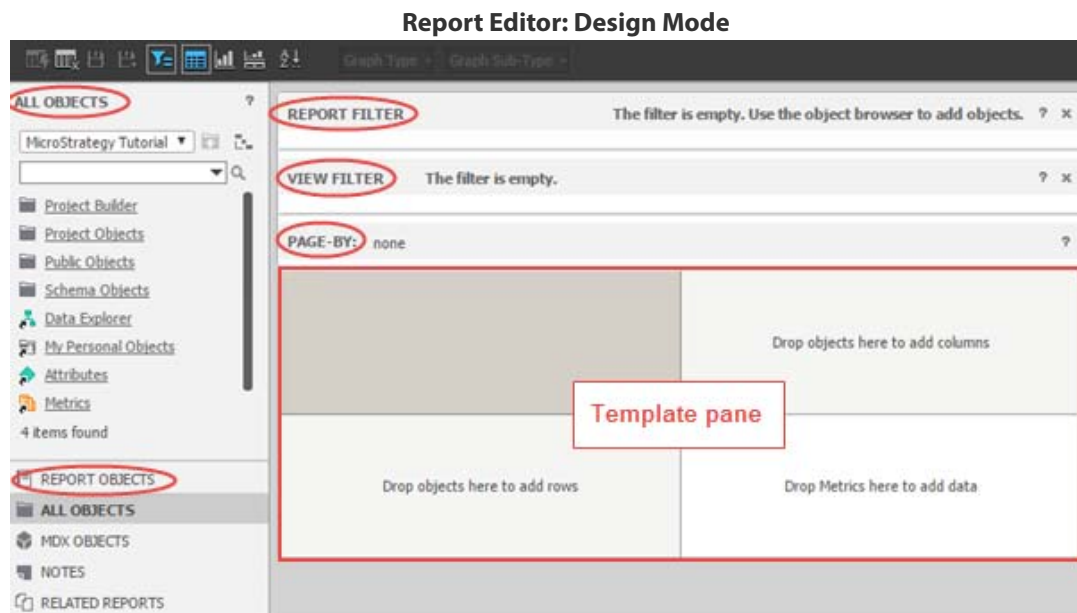 Report Editor: Design Mode
Graph Type
Graph Sub-Type
ALL OBJECTS ?
MicroStrategy Tutorial
Project Builder
Project Objects
Public Objects
Schema Objects
Data Explorer
My Personal Objects
Attributes
Metrics
4 items found
REPORT OBJECTS
ALL OBJECTS
MDX OBJECTS
NOTES
RELATED REPORTS
REPORT FILTER The filter is empty. Use the object browser to add objects. ? x
VIEW FILTER The filter is empty. ? x
PAGE-BY: none ?
Drop objects here to add columns
Template pane
Drop objects here to add rows
Drop Metrics here to add data